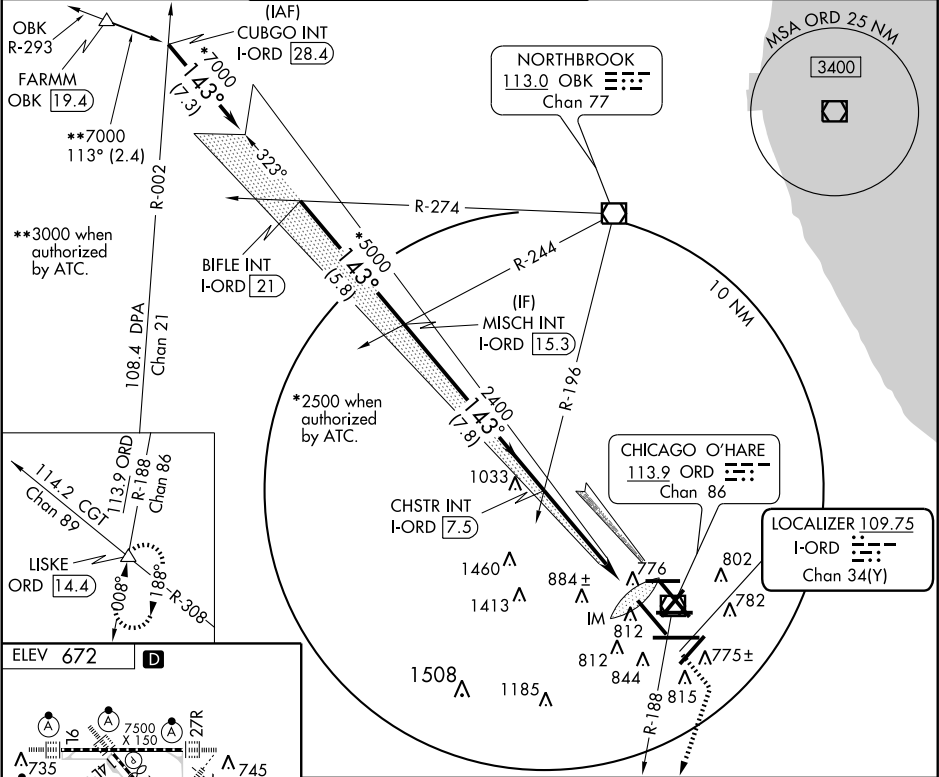 OBK
R-293
FARMM
OBK 19.4
**7000
113° (2.4)
(IAF)
CUBGO INT
I-ORD 28.4
*7000
143°
(7.3)
323°
R-002
**3000 when
authorized
by ATC.
108.4 DPA
Chan 21
NORTHBROOK
113.0 OBK
Chan 77
MSA ORD 25 NM
3400
R-274
BIFLE INT
I-ORD 21
*5000
143°
(5.8)
R-244
10 NM
(IF)
MISCH INT
I-ORD 15.3
R-196
*2500 when
authorized
by ATC.
2400
143°
(7.8)
1033
CHSTR INT
I-ORD 7.5
CHICAGO O'HARE
113.9 ORD
Chan 86
LOCALIZER 109.75
I-ORD
Chan 34(Y)
114.2 CGT
Chan 89
113.9 ORD
R-188
Chan 86
LISKE
ORD 14.4
008°
188°
R-308
1460
1413
884±
776
802
782
IM
812
812
844
775±
815
R-188
1508
1185
ELEV 672
D
A
A
A
9L
7500
X 150
27R
14L
735
745